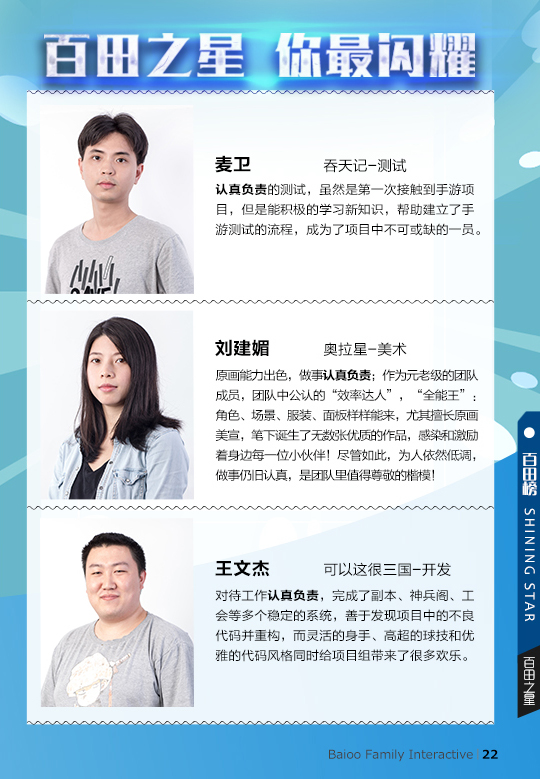 百田之星 你最闪耀
麦卫 吞天记-测试
认真负责的测试，虽然是第一次接触到手游项
目，但是能积极的学习新知识，帮助建立了手
游测试的流程，成为了项目中不可或缺的一员。
刘建媚 奥拉星-美术
原画能力出色，做事认真负责；作为元老级的团队
成员，团队中公认的“效率达人”，“全能王”：
角色、场景、服装、面板样样能来，尤其擅长原画
美宣，笔下诞生了无数张优质的作品，感染和激励
着身边每一位小伙伴！尽管如此，为人依然低调，
做事仍旧认真，是团队里值得尊敬的楷模！
王文杰 可以这很三国-开发
对待工作认真负责，完成了副本、神兵阁、工
会等多个稳定的系统，善于发现项目中的不良
代码并重构，而灵活的身手、高超的球技和优
雅的代码风格同时给项目组带来了很多欢乐。
百田榜 SHINING STAR
百田之星
Baioo Family Interactive 22